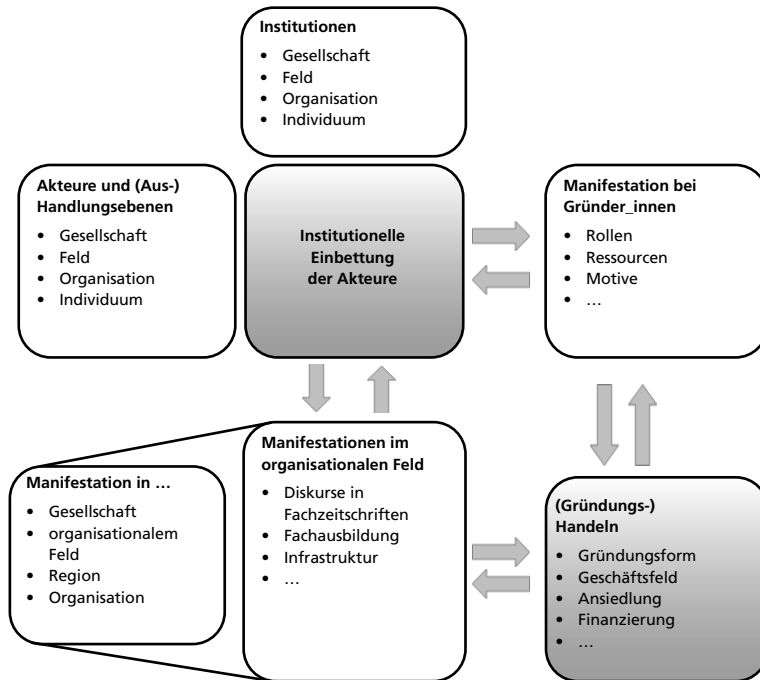 Institutionen
• Gesellschaft
• Feld
• Organisation
• Individuum
Akteure und (Aus-)
Handlungsebenen
• Gesellschaft
• Feld
• Organisation
• Individuum
Institutionelle
Einbettung
der Akteure
Manifestation bei
Gründer_innen
• Rollen
• Ressourcen
• Motive
• …
Manifestation in …
• Gesellschaft
• organisationalem
Feld
• Region
• Organisation
Manifestationen im
organisationalen Feld
• Diskurse in
Fachzeitschriften
• Fachausbildung
• Infrastruktur
• …
(Gründungs-)
Handeln
• Gründungsform
• Geschäftsfeld
• Ansiedlung
• Finanzierung
• …